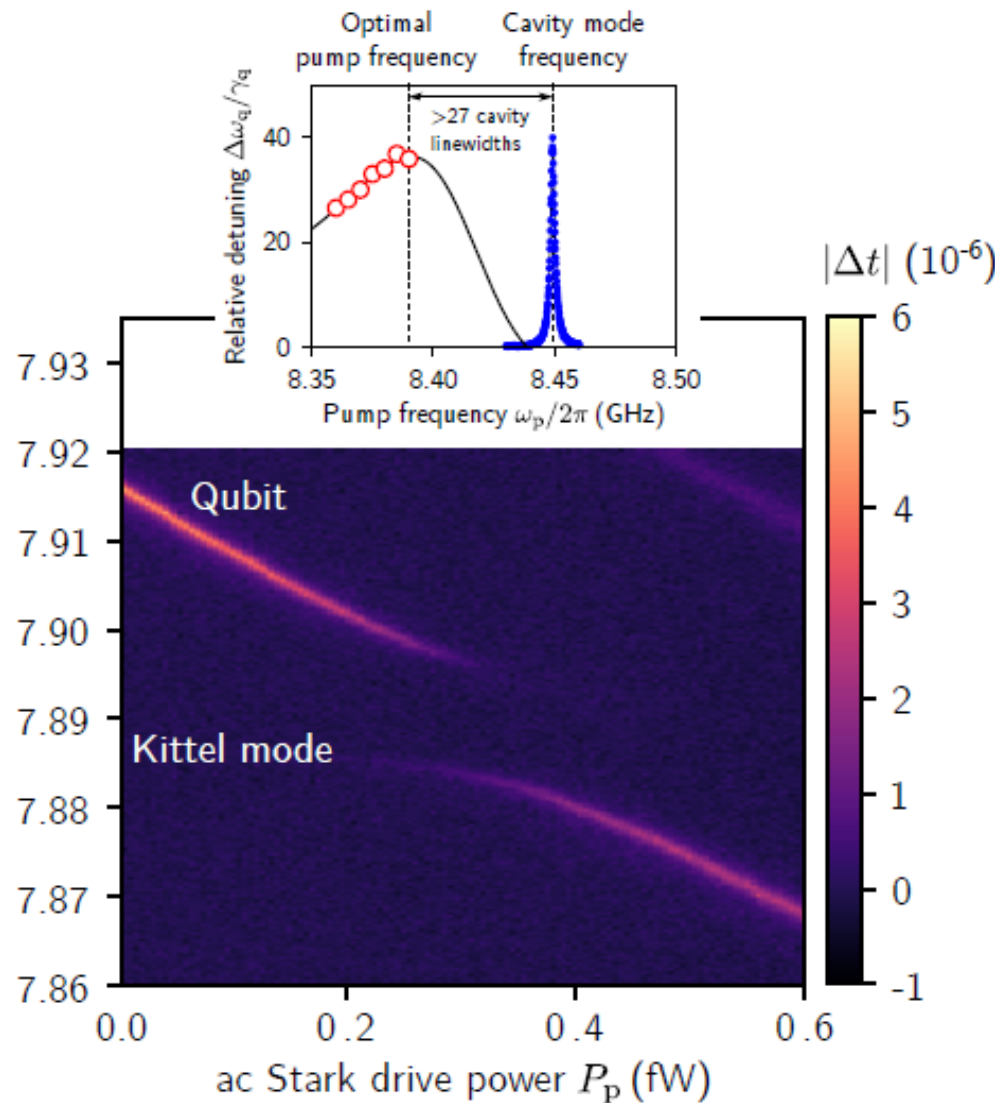 Optimal
pump frequency
Cavity mode
frequency
Relative detuning Δω_q/γ_q
40
20
0
>27 cavity
linewidths
8.35
8.40
8.45
8.50
Pump frequency ω_p/2π (GHz)
|Δt| (10⁻⁶)
7.93
7.92
7.91
7.90
7.89
7.88
7.87
7.86
Qubit
Kittel mode
6
5
4
3
2
1
0
-1
0.0
0.2
0.4
0.6
ac Stark drive power P_p (fW)